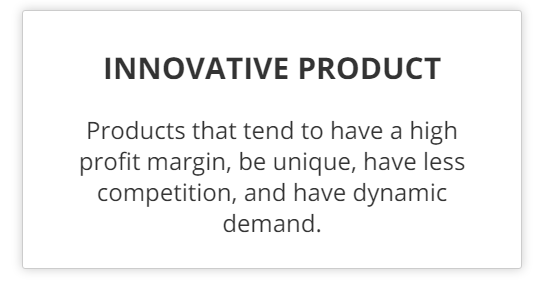 INNOVATIVE PRODUCT
Products that tend to have a high
profit margin, be unique, have less
competition, and have dynamic
demand.